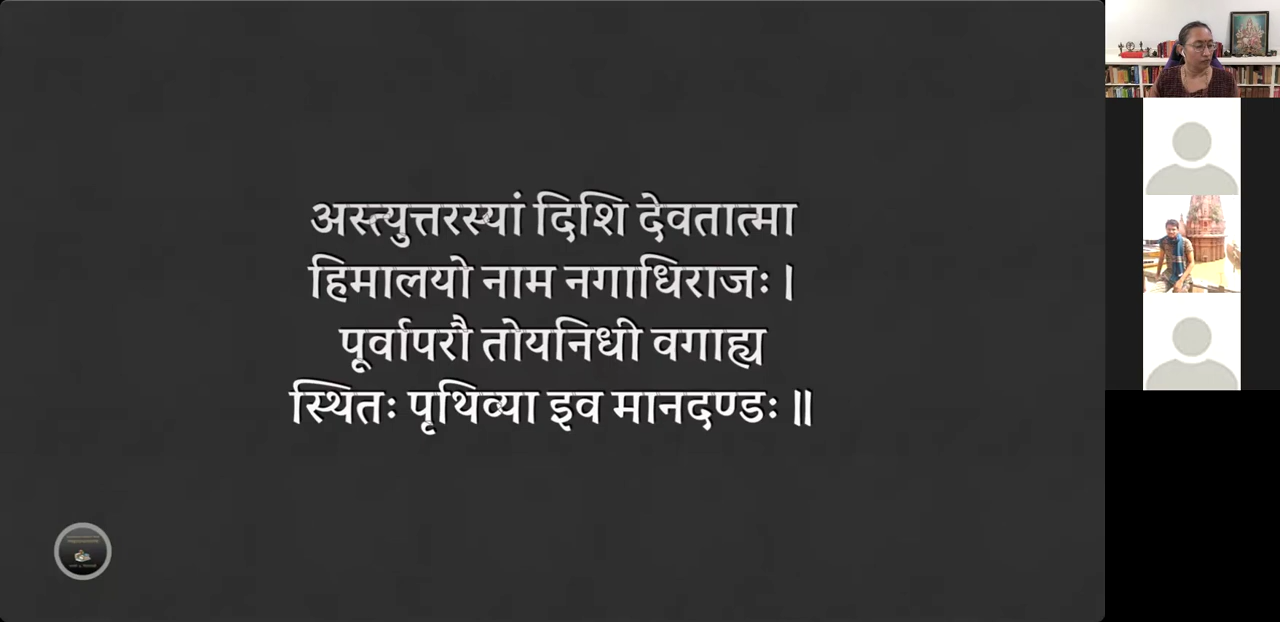 अस्त्युत्तरस्यां दिशि देवतात्मा
हिमालयो नाम नगाधिराजः ।
पूर्वापरौ तोयनिधी वगाह्य
स्थितः पृथिव्या इव मानदण्डः ॥